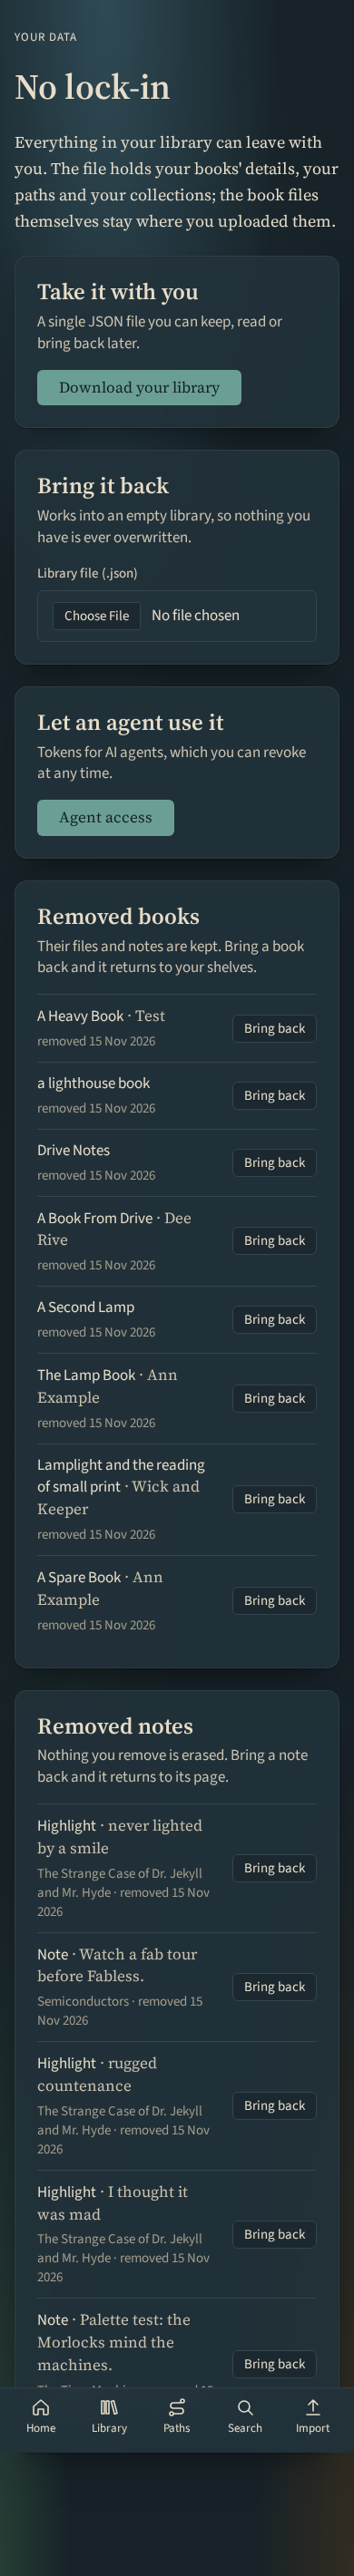 YOUR DATA
No lock-in
Everything in your library can leave with
you. The file holds your books' details, your
paths and your collections; the book files
themselves stay where you uploaded them.
Take it with you
A single JSON file you can keep, read or
bring back later.
Download your library
Bring it back
Works into an empty library, so nothing you
have is ever overwritten.
Library file (.json)
Choose File No file chosen
Let an agent use it
Tokens for AI agents, which you can revoke
at any time.
Agent access
Removed books
Their files and notes are kept. Bring a book
back and it returns to your shelves.
A Heavy Book · Test
removed 15 Nov 2026
Bring back
a lighthouse book
removed 15 Nov 2026
Bring back
Drive Notes
removed 15 Nov 2026
Bring back
A Book From Drive · Dee
Rive
removed 15 Nov 2026
Bring back
A Second Lamp
removed 15 Nov 2026
Bring back
The Lamp Book · Ann
Example
removed 15 Nov 2026
Bring back
Lamplight and the reading
of small print · Wick and
Keeper
removed 15 Nov 2026
Bring back
A Spare Book · Ann
Example
removed 15 Nov 2026
Bring back
Removed notes
Nothing you remove is erased. Bring a note
back and it returns to its page.
Highlight · never lighted
by a smile
The Strange Case of Dr. Jekyll
and Mr. Hyde · removed 15 Nov
2026
Bring back
Note · Watch a fab tour
before Fabless.
Semiconductors · removed 15
Nov 2026
Bring back
Highlight · rugged
countenance
The Strange Case of Dr. Jekyll
and Mr. Hyde · removed 15 Nov
2026
Bring back
Highlight · I thought it
was mad
The Strange Case of Dr. Jekyll
and Mr. Hyde · removed 15 Nov
2026
Bring back
Note · Palette test: the
Morlocks mind the
machines.
Bring back
Home
Library
Paths
Search
Import